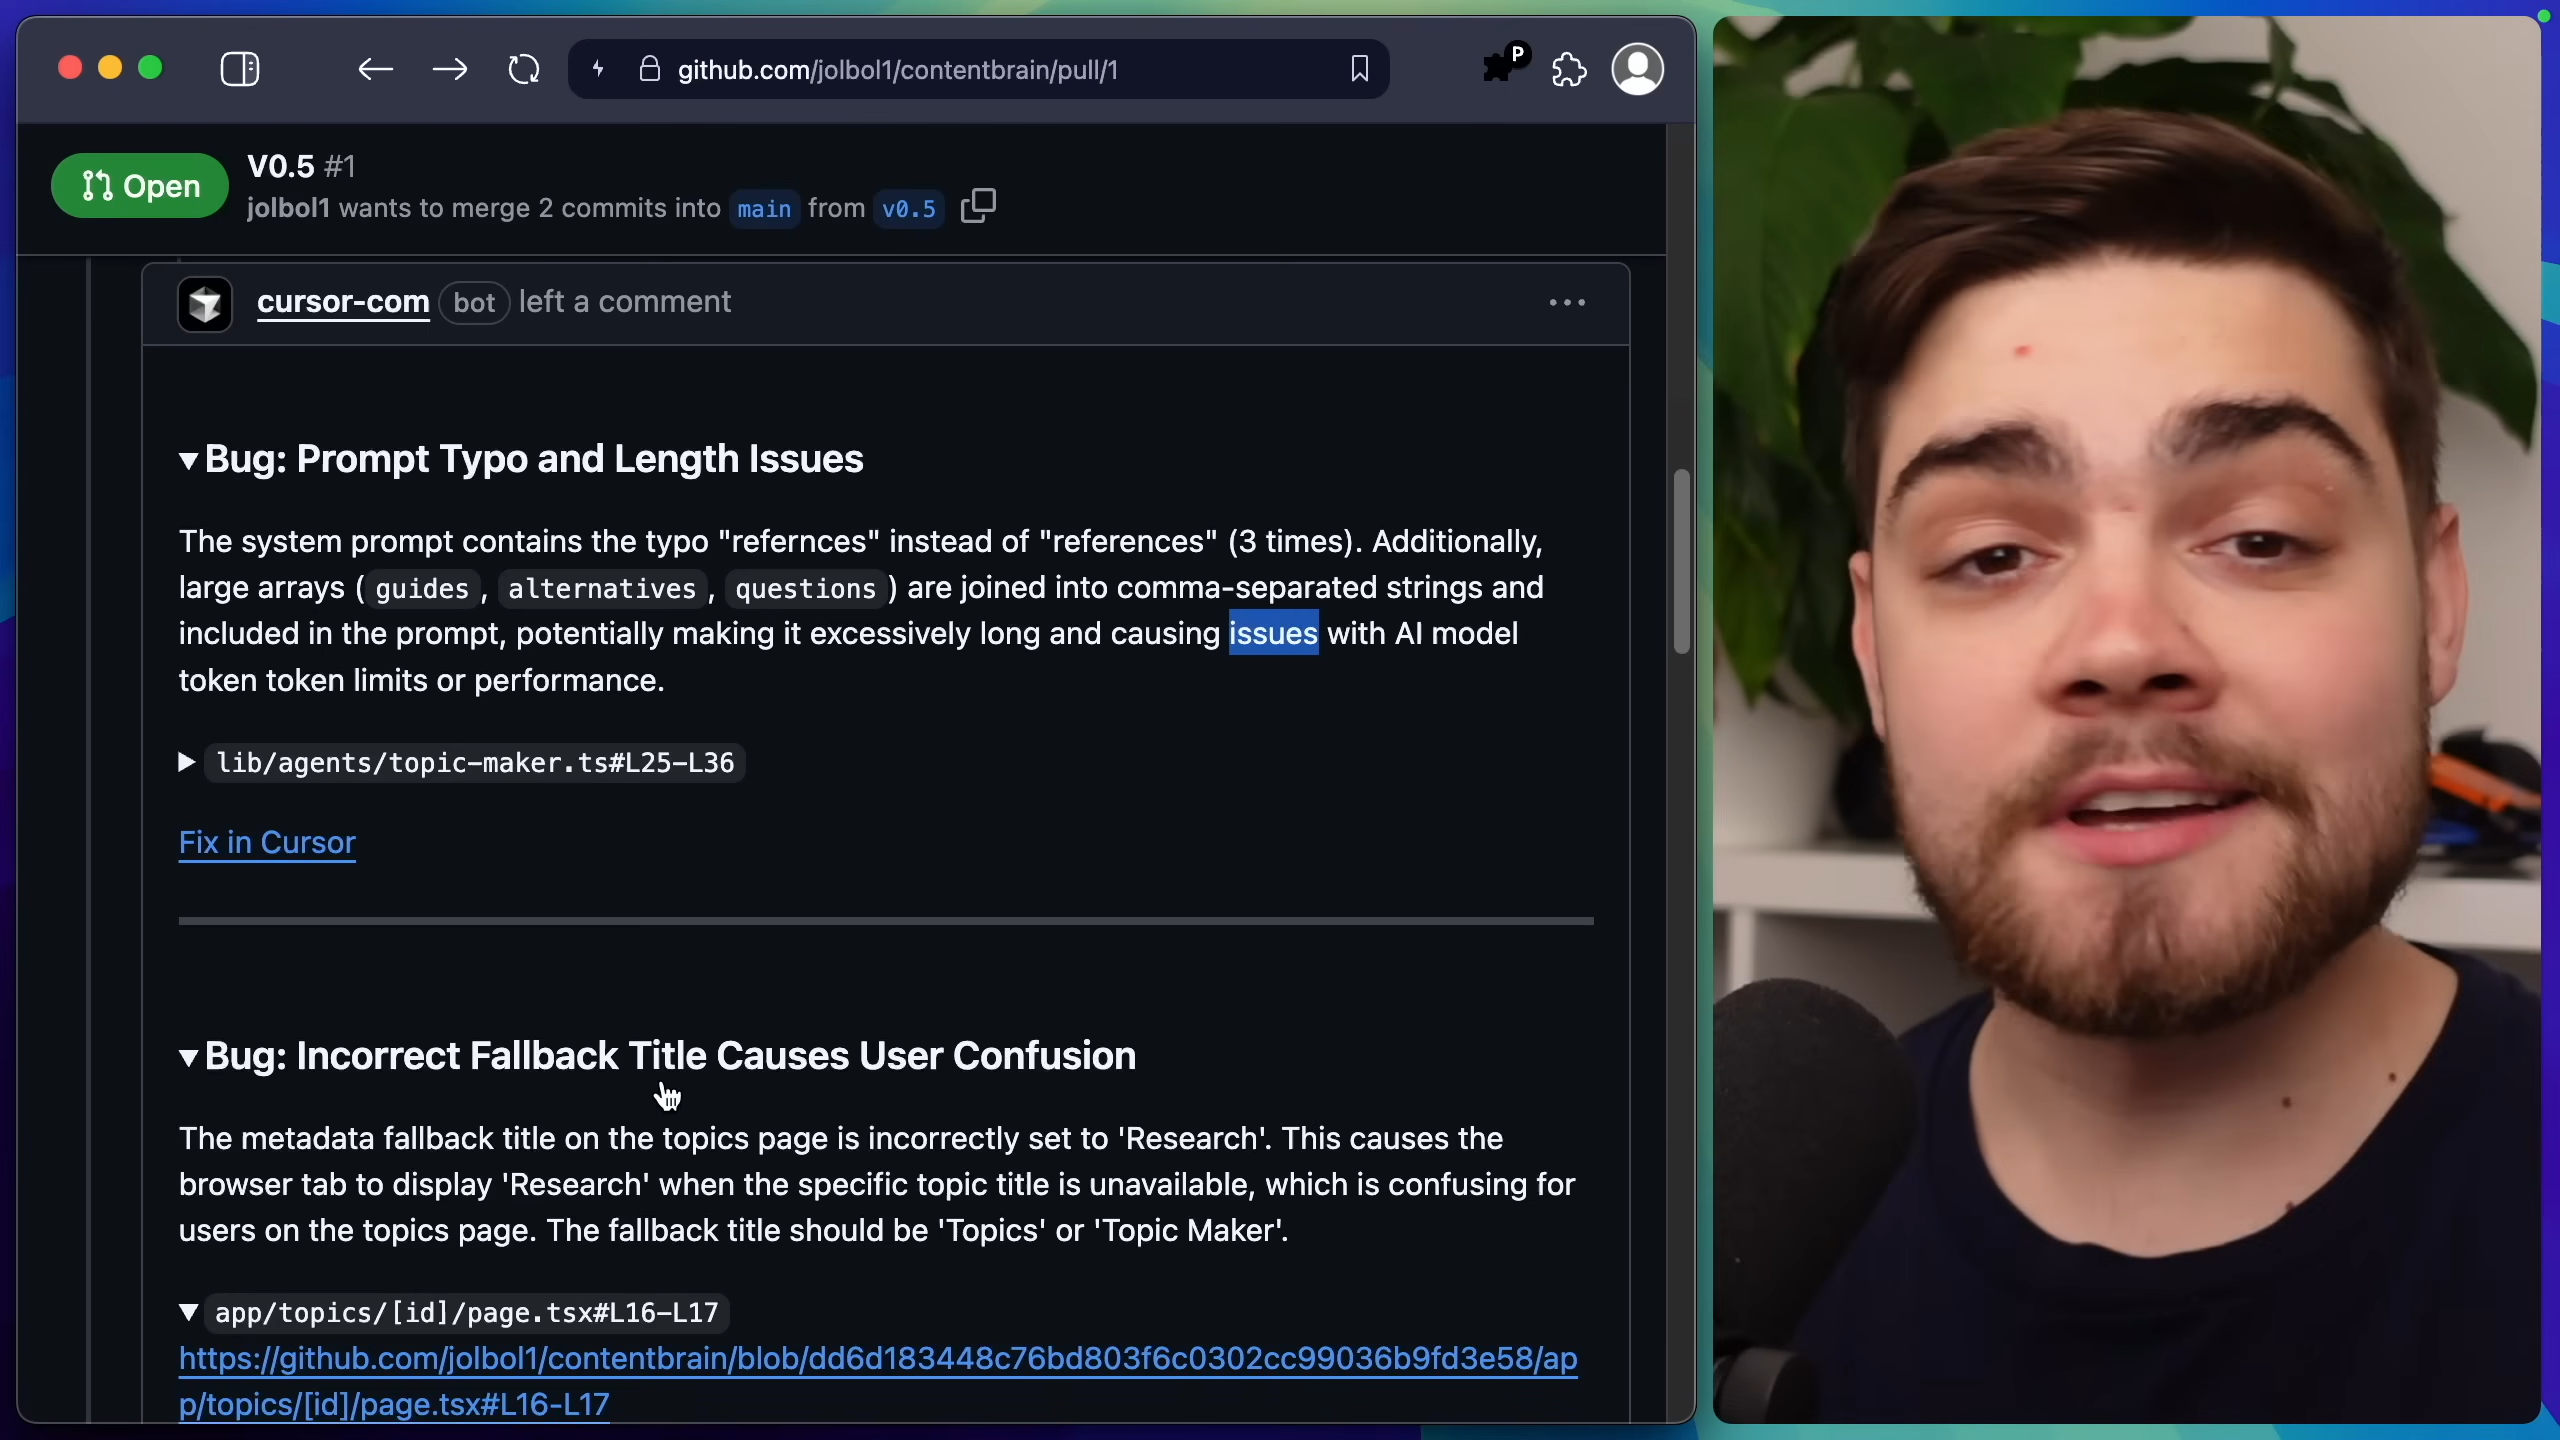 github.com/jolbol1/contentbrain/pull/1
P
Open
V0.5 #1
jolbol1 wants to merge 2 commits into main from v0.5
cursor-com bot left a comment
Bug: Prompt Typo and Length Issues
The system prompt contains the typo "refernces" instead of "references" (3 times). Additionally,
large arrays ( guides , alternatives , questions ) are joined into comma-separated strings and
included in the prompt, potentially making it excessively long and causing issues with AI model
token token limits or performance.
lib/agents/topic-maker.ts#L25-L36
Fix in Cursor
Bug: Incorrect Fallback Title Causes User Confusion
The metadata fallback title on the topics page is incorrectly set to 'Research'. This causes the
browser tab to display 'Research' when the specific topic title is unavailable, which is confusing for
users on the topics page. The fallback title should be 'Topics' or 'Topic Maker'.
app/topics/[id]/page.tsx#L16-L17
https://github.com/jolbol1/contentbrain/blob/dd6d183448c76bd803f6c0302cc99036b9fd3e58/ap
p/topics/[id]/page.tsx#L16-L17